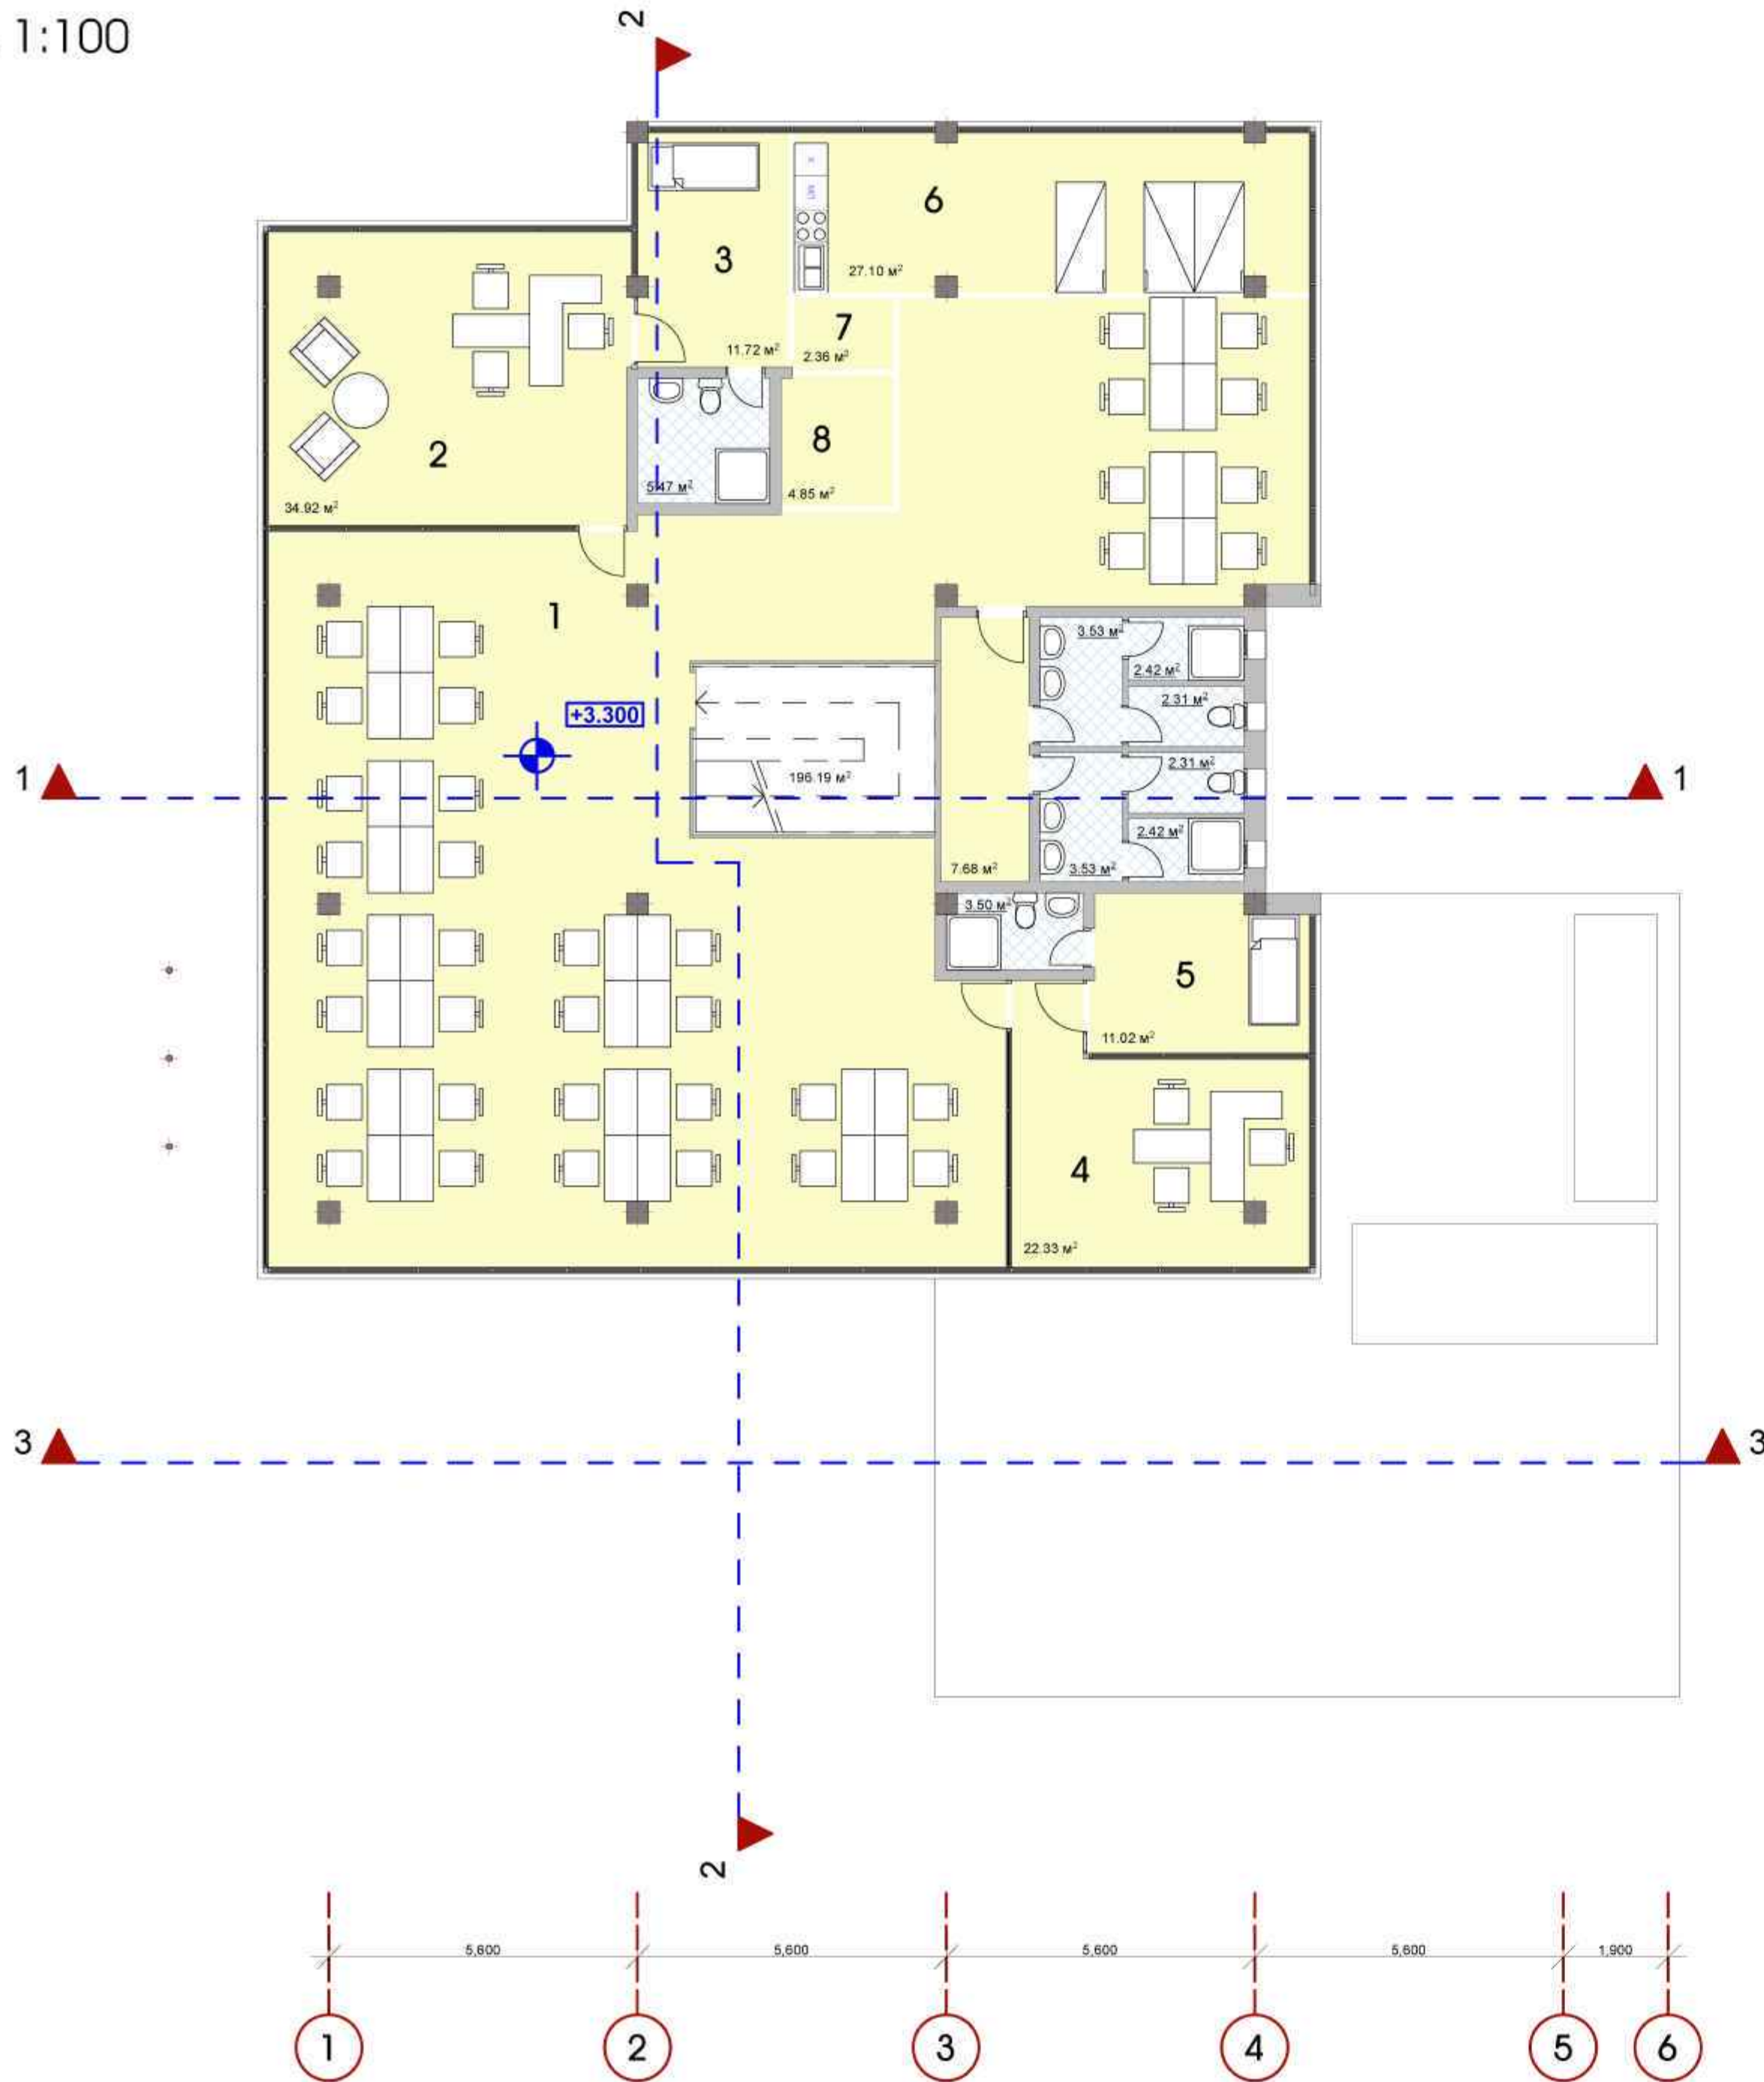 1:100
2
6
3
27.10 м²
7
11.72 м²
2.36 м²
8
2
5.47 м²
4.85 м²
34.92 м²
1
3.53 м²
2.42 м²
2.31 м²
+3.300
1
196.19 м²
2.31 м²
1
2.42 м²
7.68 м²
3.53 м²
3.50 м²
5
11.02 м²
4
22.33 м²
3
3
2
5,600
5,600
5,600
5,600
1,900
1
2
3
4
5
6